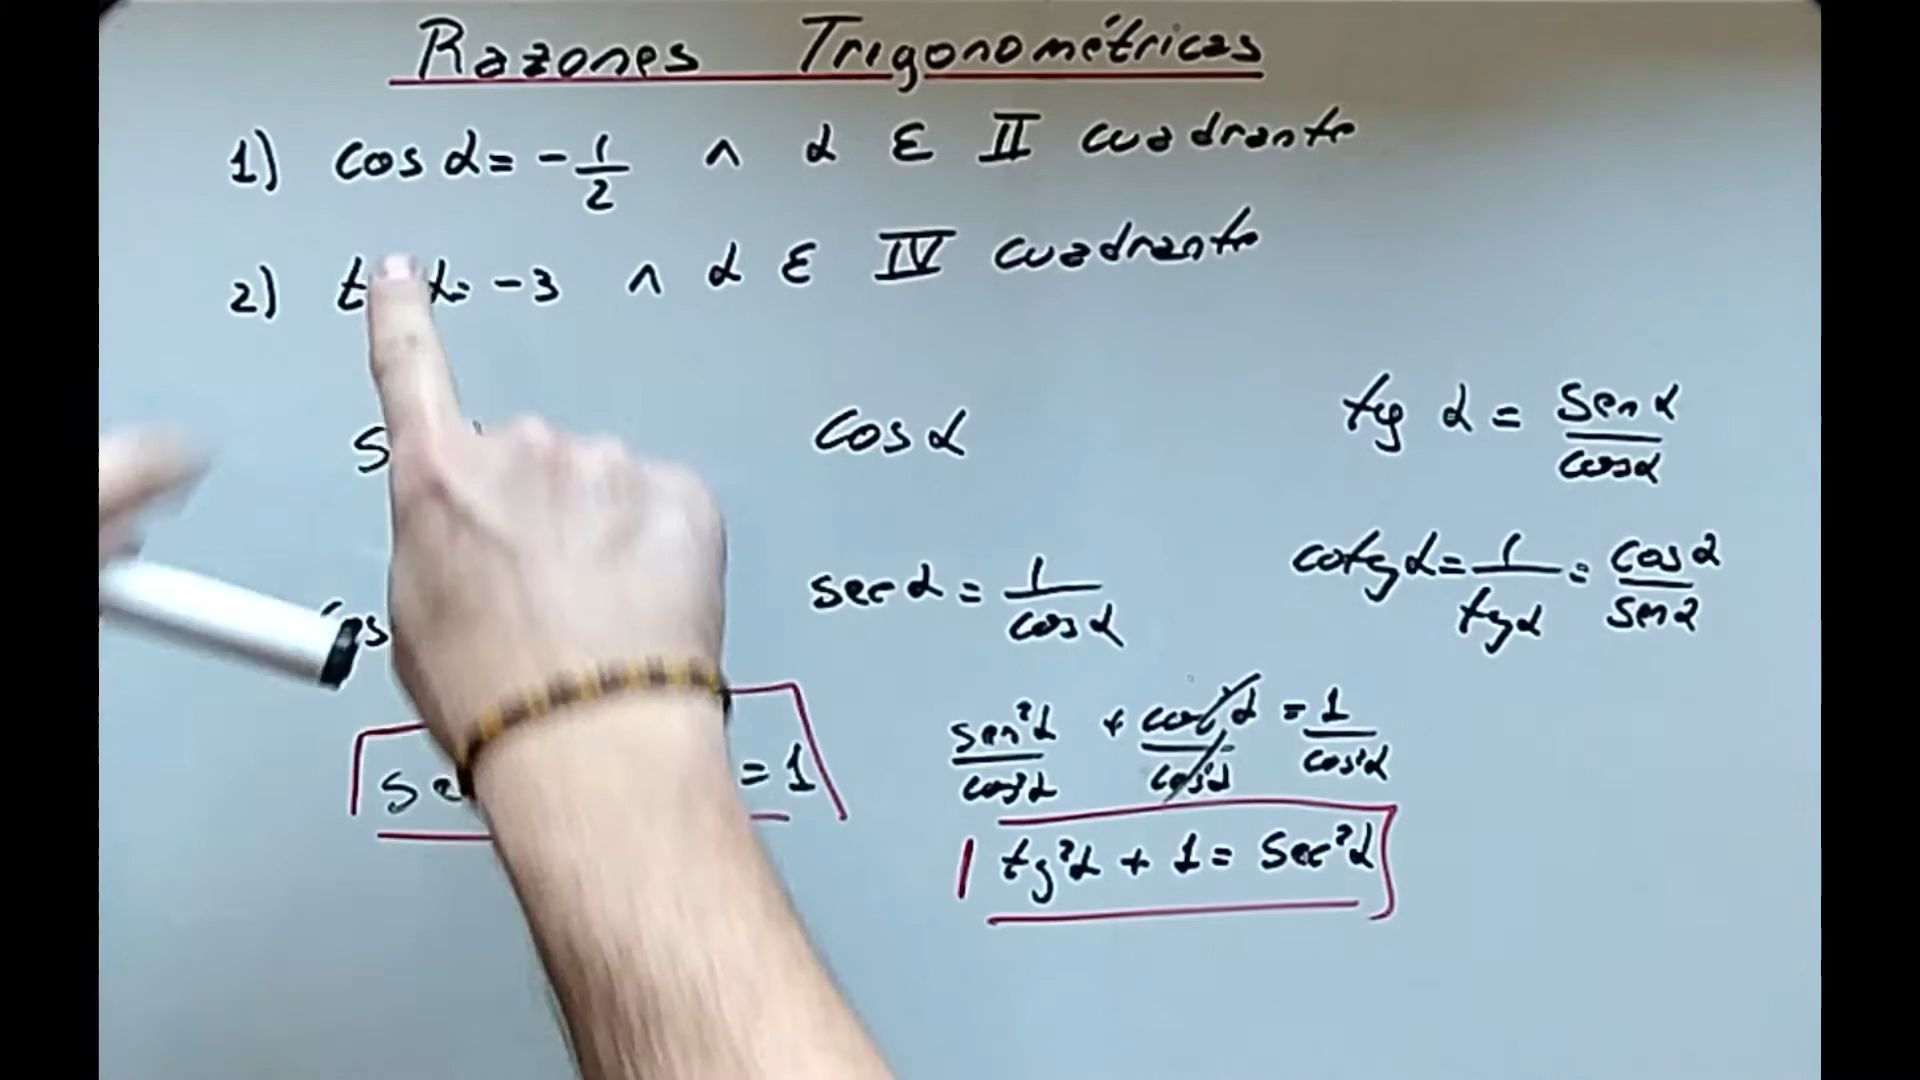 Razones Trigonométricas
1) cos α = - 1/2 ∧ α ε II cuadrante
2) = -3 ∧ α ε IV cuadrante
cos α
tg α = sen α / cos α
sec α = 1 / cos α
cotg α = 1 / tg α = cos α / sen α
= 1
sen²α / cos²α + cos²α / cos²α = 1 / cos²α
tg²α + 1 = sec²α